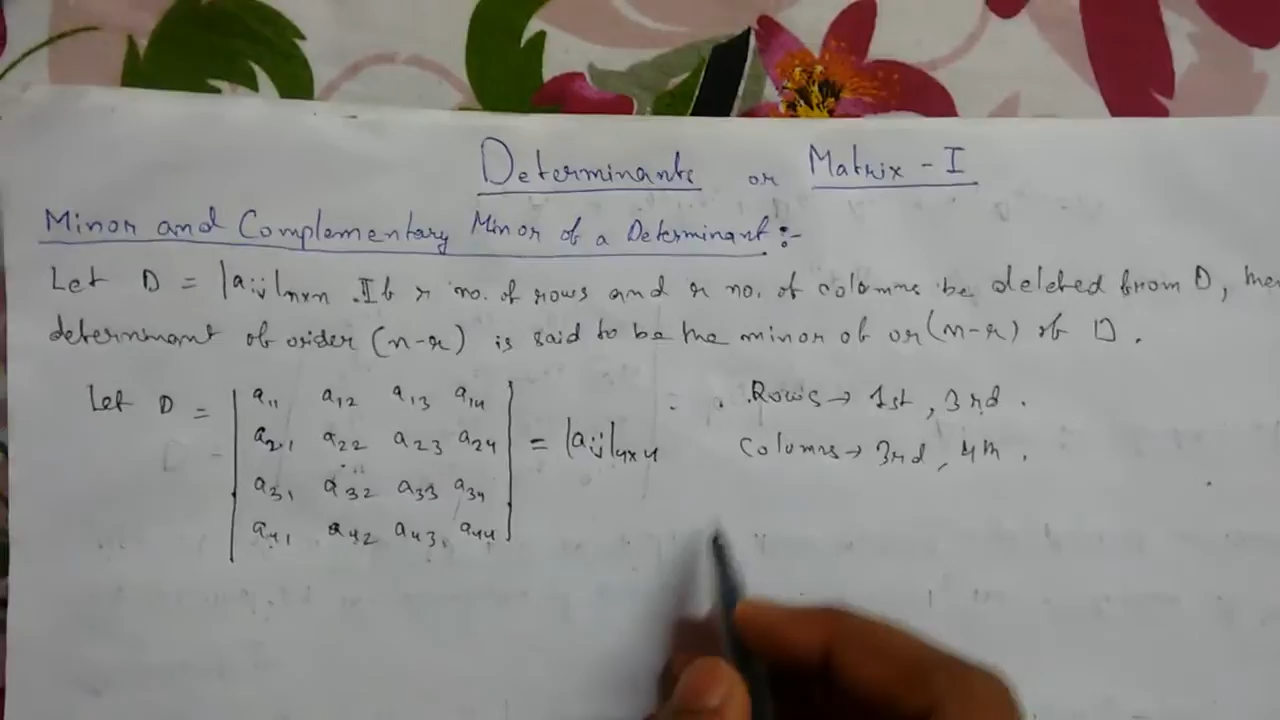 Determinants or Matrix - I
Minor and Complementary Minor of a Determinant :-
Let D = |aij|nxn . If r no. of rows and r no. of columns be deleted from D, then
determinant of order (n-r) is said to be the minor of or (n-r) of D.
Let D = | a11 a12 a13 a14 | = |aij|4x4 Rows → 1st, 3rd.
a21 a22 a23 a24 Columns → 3rd, 4th.
a31 a32 a33 a34
a41 a42 a43 a44